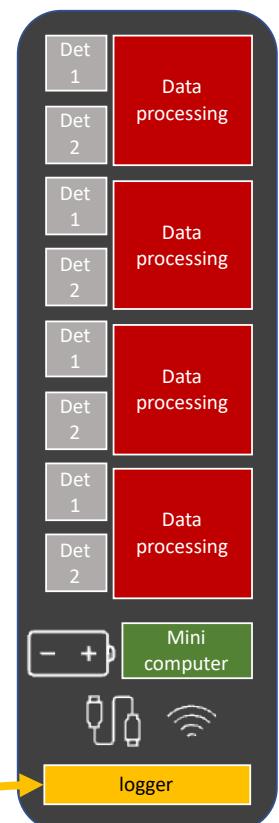 Det
1
Data
processing
Det
2
Det
1
Data
processing
Det
2
Det
1
Data
processing
Det
2
Det
1
Data
processing
Det
2
- +
Mini
computer
logger